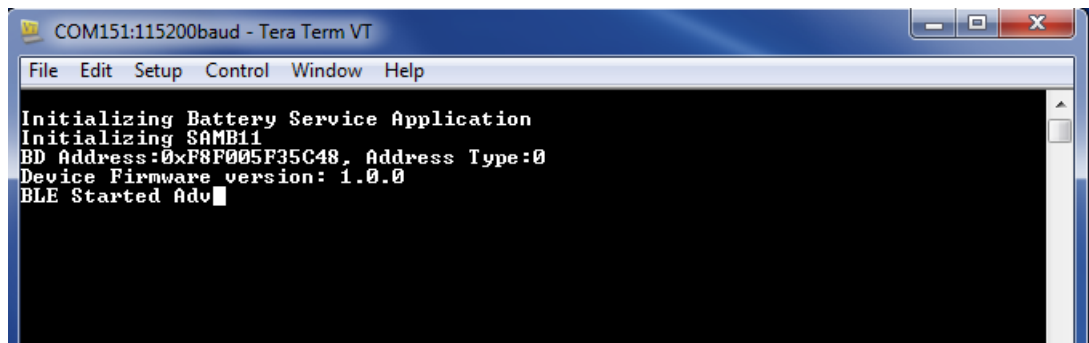 COM151:115200baud - Tera Term VT
File Edit Setup Control Window Help
Initializing Battery Service Application
Initializing SAMB11
BD Address:0xF8F005F35C48, Address Type:0
Device Firmware version: 1.0.0
BLE Started Adv